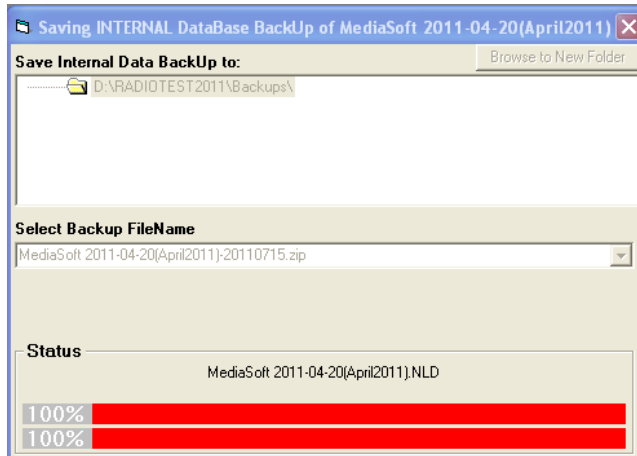 Saving INTERNAL DataBase BackUp of MediaSoft 2011-04-20(April2011)
Save Internal Data BackUp to:
Browse to New Folder
D:\RADIOTEST2011\Backups\
Select Backup FileName
MediaSoft 2011-04-20(April2011)-20110715.zip
Status
MediaSoft 2011-04-20(April2011).NLD
100%
100%